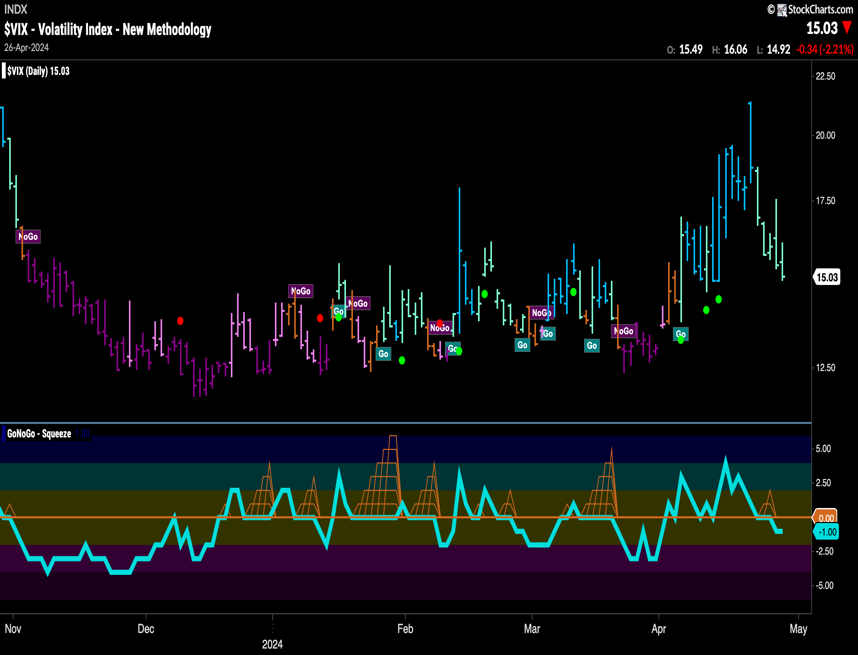 INDX
© StockCharts.com
$VIX - Volatility Index - New Methodology
15.03
26-Apr-2024
O: 15.49 H: 16.06 L: 14.92 -0.34 (-2.21%)
$VIX (Daily) 15.03
22.50
20.00
17.50
NoGo
15.03
NoGo
NoGo
Go
NoGo
NoGo
Go
NoGo
Go
Go
Go
Go
Go
12.50
GoNoGo - Squeeze
5.00
2.50
0.00
-1.00
-2.50
-5.00
Nov Dec Feb Mar Apr May
2024